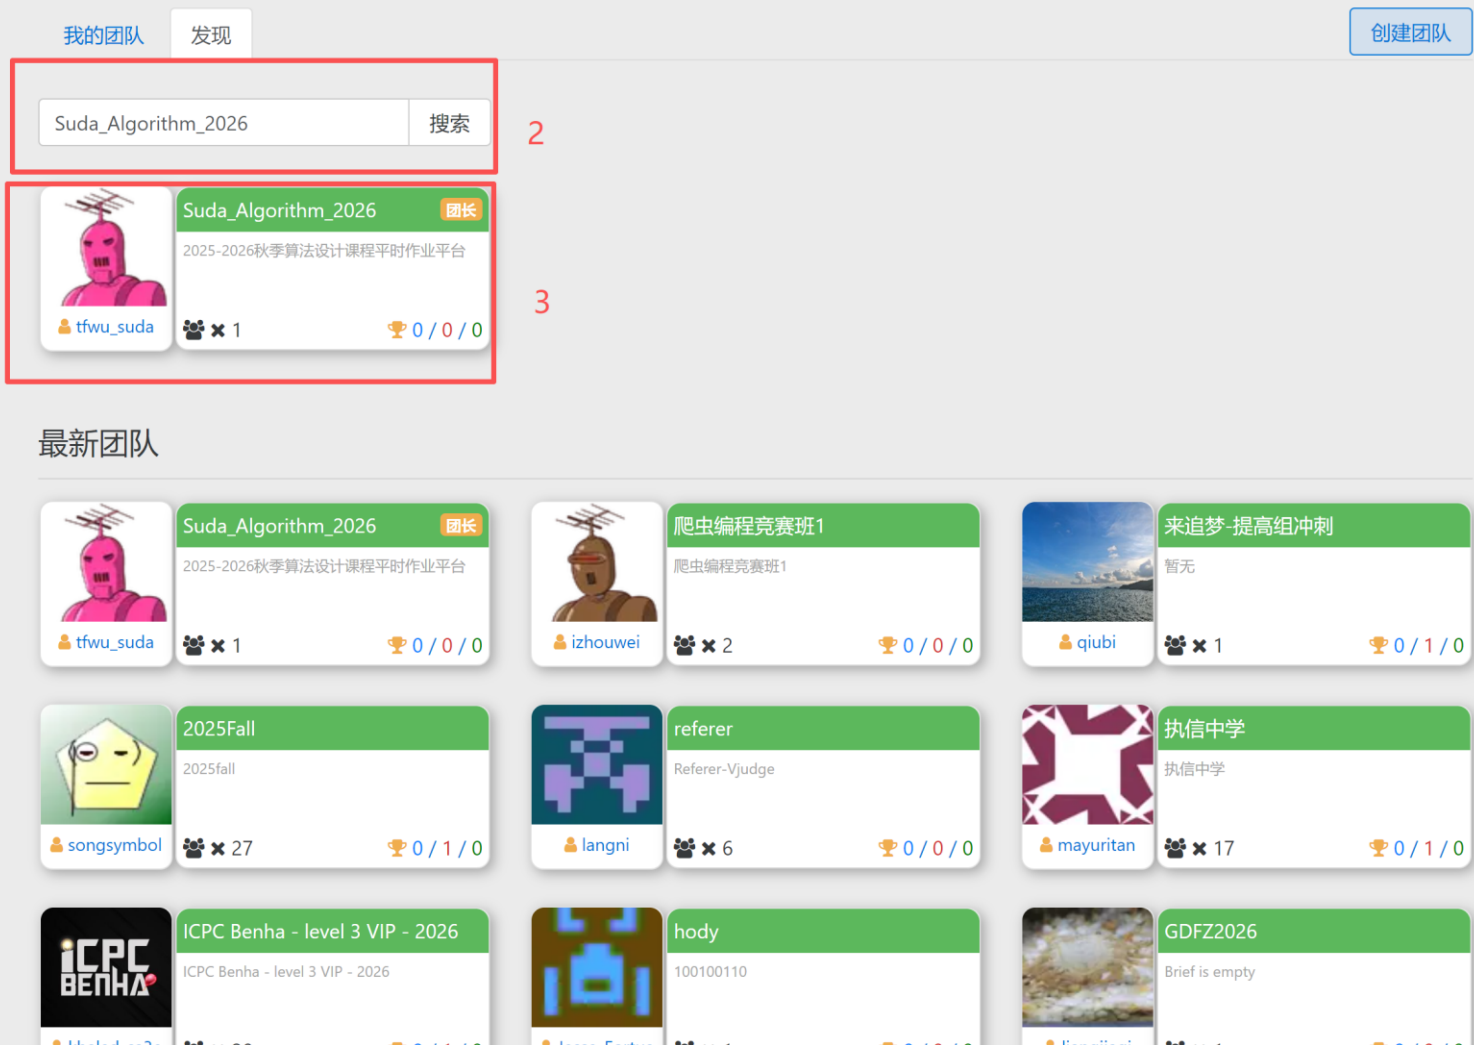 我的团队 发现 创建团队
Suda_Algorithm_2026 搜索
2
Suda_Algorithm_2026 团长
2025-2026秋季算法设计课程平时作业平台
tfwu_suda × 1 0 / 0 / 0
3
最新团队
Suda_Algorithm_2026 团长
2025-2026秋季算法设计课程平时作业平台
tfwu_suda × 1 0 / 0 / 0
爬虫编程竞赛班1
爬虫编程竞赛班1
izhouwei × 2 0 / 0 / 0
来追梦-提高组冲刺
暂无
qiubi × 1 0 / 1 / 0
2025Fall
2025fall
songsymbol × 27 0 / 1 / 0
referer
Referer-Vjudge
langni × 6 0 / 0 / 0
执信中学
执信中学
mayuritan × 17 0 / 1 / 0
ICPC BENHA
ICPC Benha - level 3 VIP - 2026
ICPC Benha - level 3 VIP - 2026
hody
100100110
GDFZ2026
Brief is empty